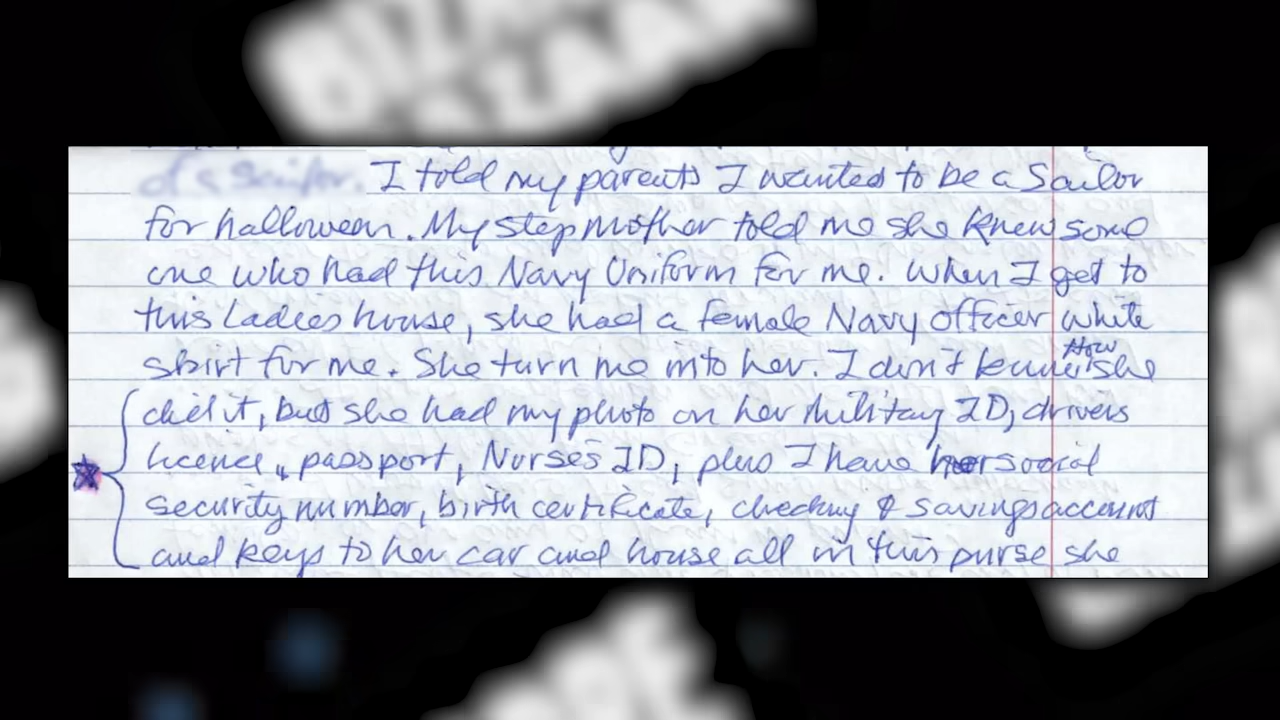 of a sailor. I told my parents I wanted to be a Sailor
for halloween. My step mother told me she knew some
one who had this Navy Uniform for me. When I get to
this Ladies house, she had a female Navy officer white
skirt for me. She turn me into her. I don't know How she
did it, but she had my photo on her Military ID, drivers
licence, passport, Nurses ID, plus I have her social
security number, birth certificate, checking & savings account
and keys to her car and house all in this purse she